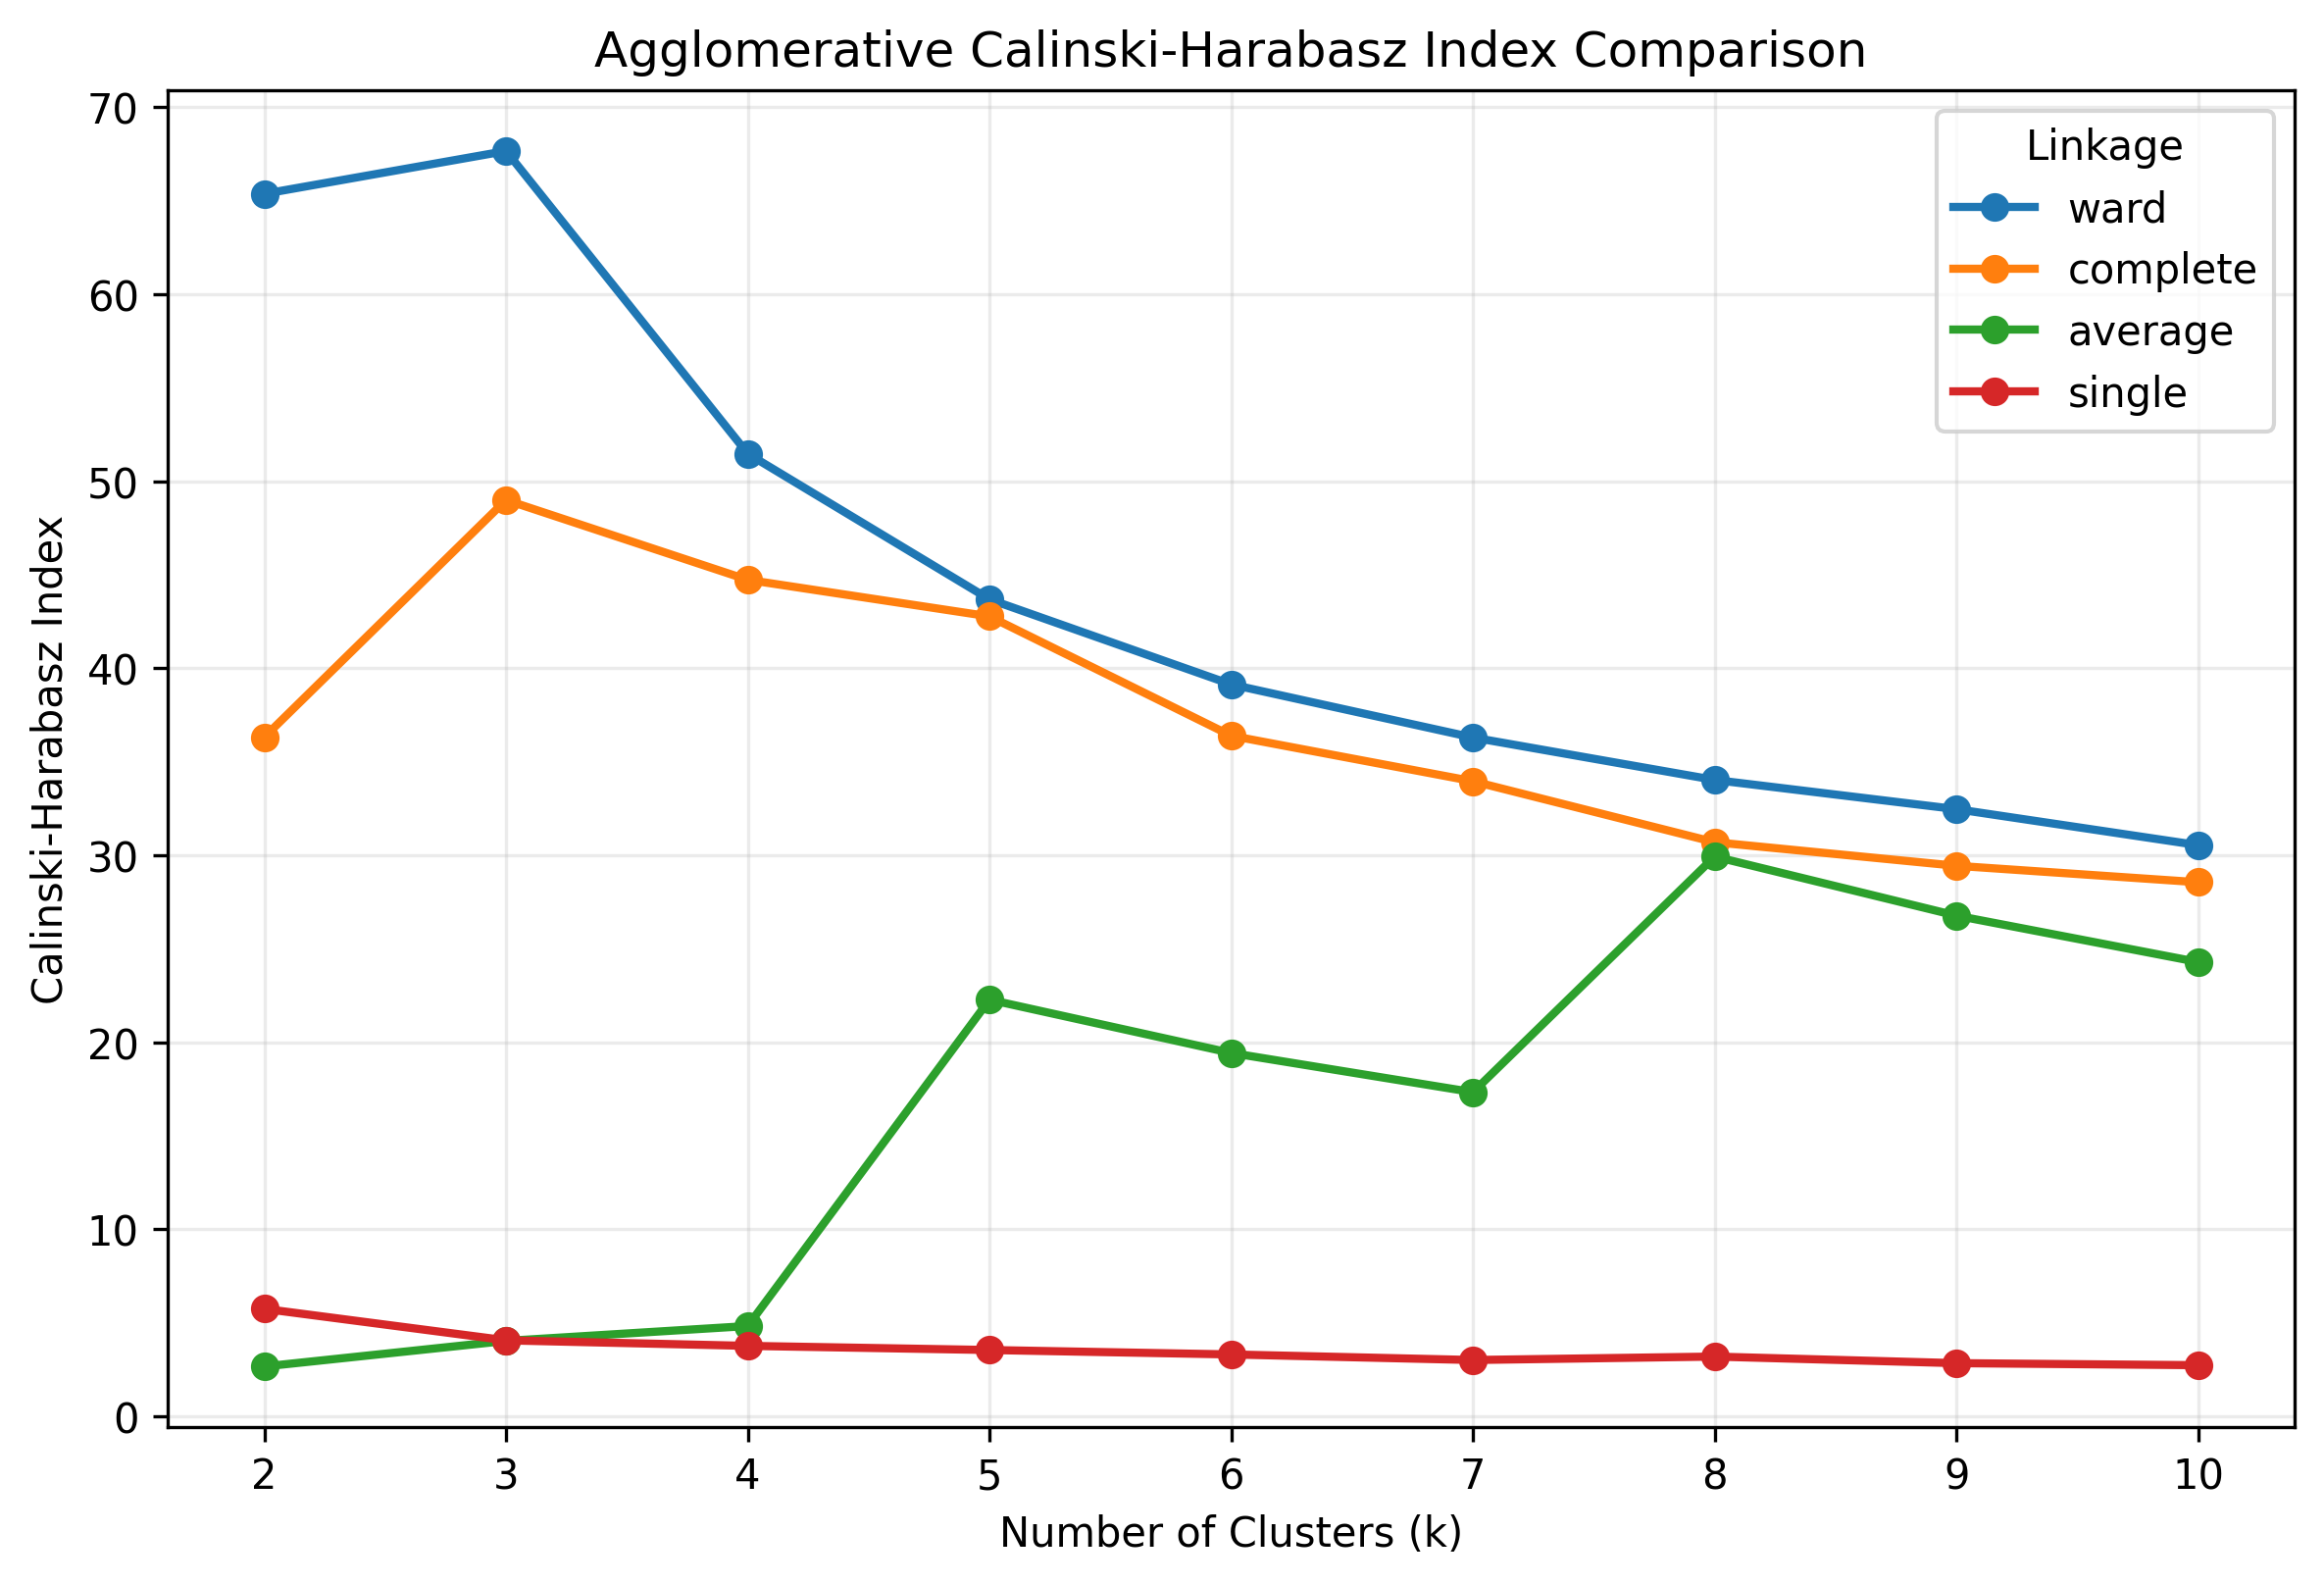 Agglomerative Calinski-Harabasz Index Comparison
70
60
50
40
30
20
10
0
Calinski-Harabasz Index
Linkage
ward
complete
average
single
2 3 4 5 6 7 8 9 10
Number of Clusters (k)